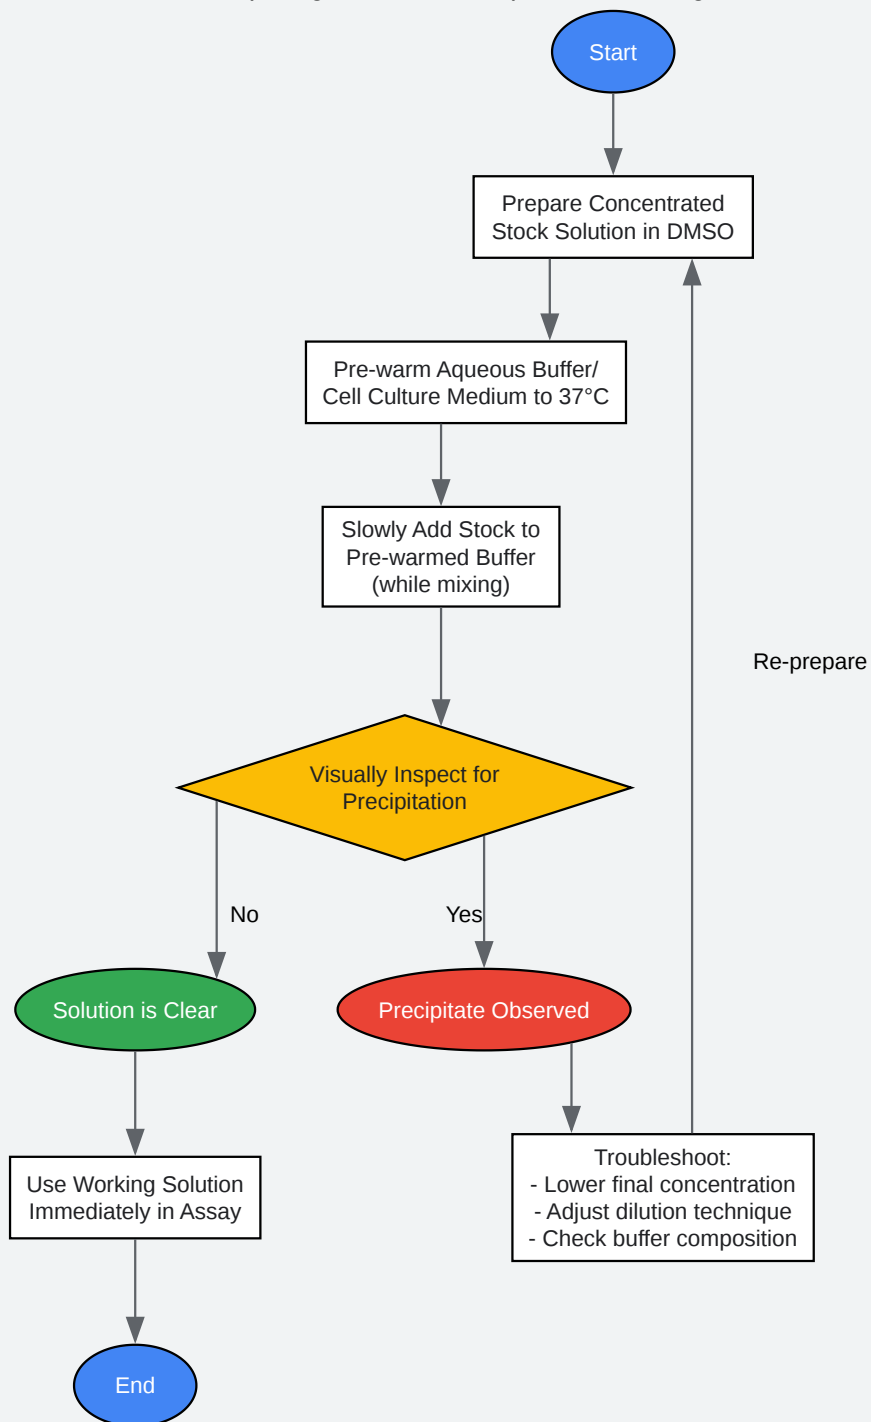 Start
Prepare Concentrated
Stock Solution in DMSO
Pre-warm Aqueous Buffer/
Cell Culture Medium to 37°C
Slowly Add Stock to
Pre-warmed Buffer
(while mixing)
Re-prepare
Visually Inspect for
Precipitation
No
Yes
Solution is Clear
Precipitate Observed
Troubleshoot:
- Lower final concentration
- Adjust dilution technique
- Check buffer composition
Use Working Solution
Immediately in Assay
End